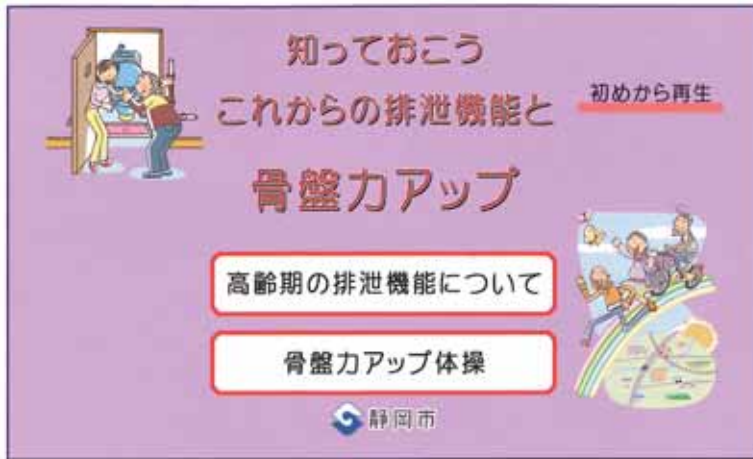 知っておこう
これからの排泄機能と
初めから再生
骨盤力アップ
高齢期の排泄機能について
骨盤力アップ体操
静岡市